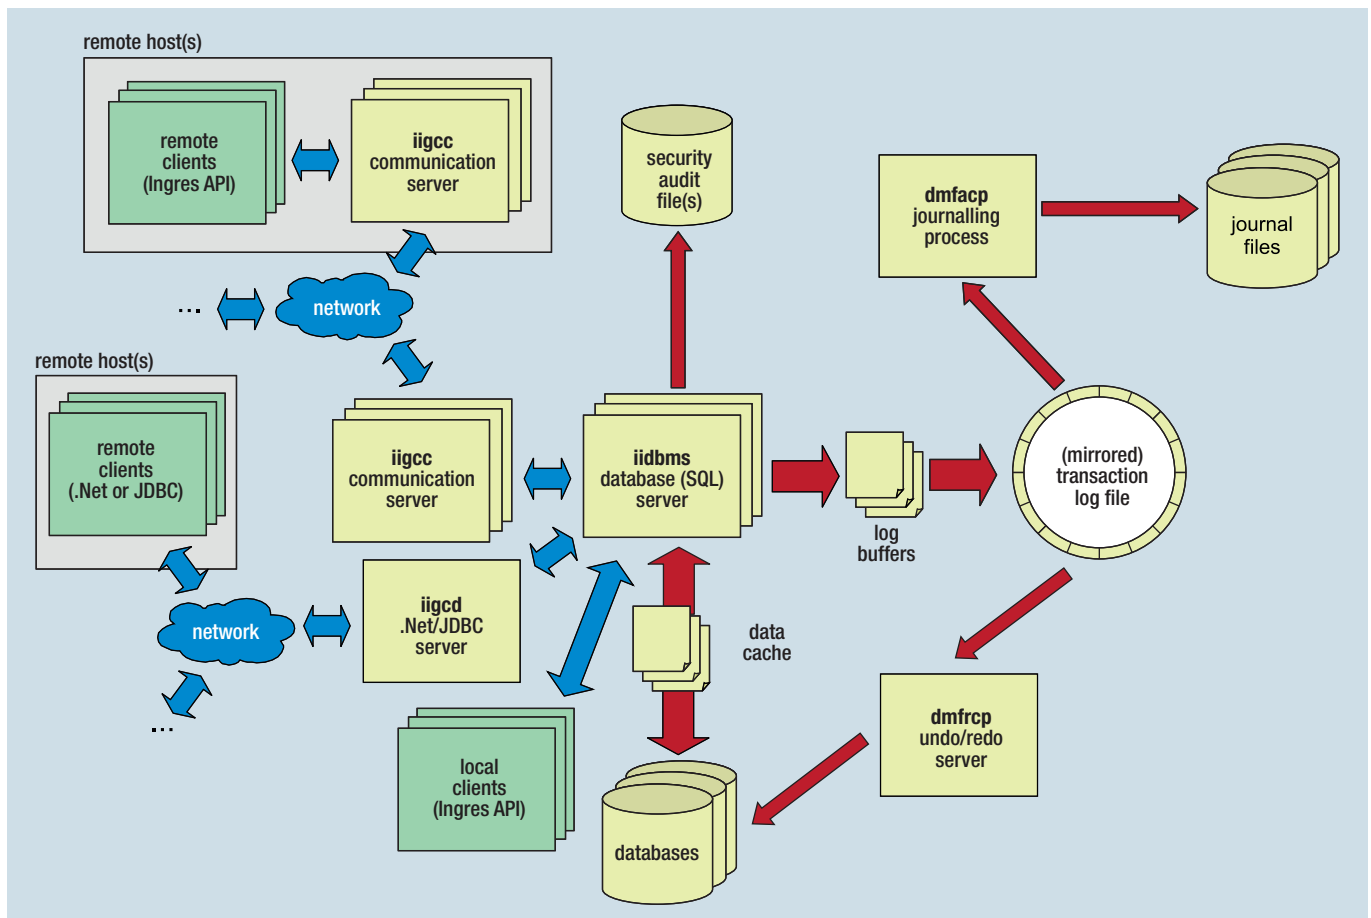 remote host(s)
remote
clients
(Ingres API)
iigcc
communication
server
security
audit
file(s)
dmfacp
journalling
process
journal
files
...
network
remote host(s)
remote
clients
(.Net or JDBC)
iigcc
communication
server
iidbms
database (SQL)
server
log
buffers
(mirrored)
transaction
log file
network
...
iigcd
.Net/JDBC
server
data
cache
dmfrcp
undo/redo
server
local
clients
(Ingres API)
databases